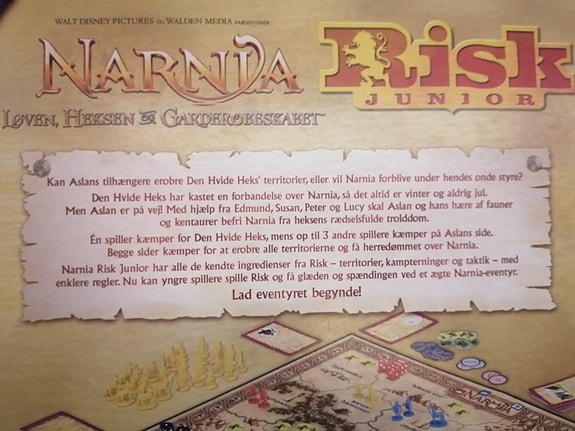 WALT DISNEY PICTURES OG WALDEN MEDIA PRÆSENTERER
NARNIA
Risk
JUNIOR
LØVEN, HEKSEN OG GARDEROBESKABET
Kan Aslans tilhængere erobre Den Hvide Heks' territorier, eller vil Narnia forblive under hendes onde styre?
Den Hvide Heks har kastet en forbandelse over Narnia, så det altid er vinter og aldrig jul.
Men Aslan er på vej! Med hjælp fra Edmund, Susan, Peter og Lucy skal Aslan og hans hære af fauner
og kentaurer befri Narnia fra heksens rædselsfulde trolddom.
Én spiller kæmper for Den Hvide Heks, mens op til 3 andre spillere kæmper på Aslans side.
Begge sider kæmper for at erobre alle territorierne og få herredømmet over Narnia.
Narnia Risk Junior har alle de kendte ingredienser fra Risk – territorier, kampterninger og taktik – med
enklere regler. Nu kan yngre spillere spille Risk og få glæden og spændingen ved et ægte Narnia-eventyr.
Lad eventyret begynde!
NARNIA